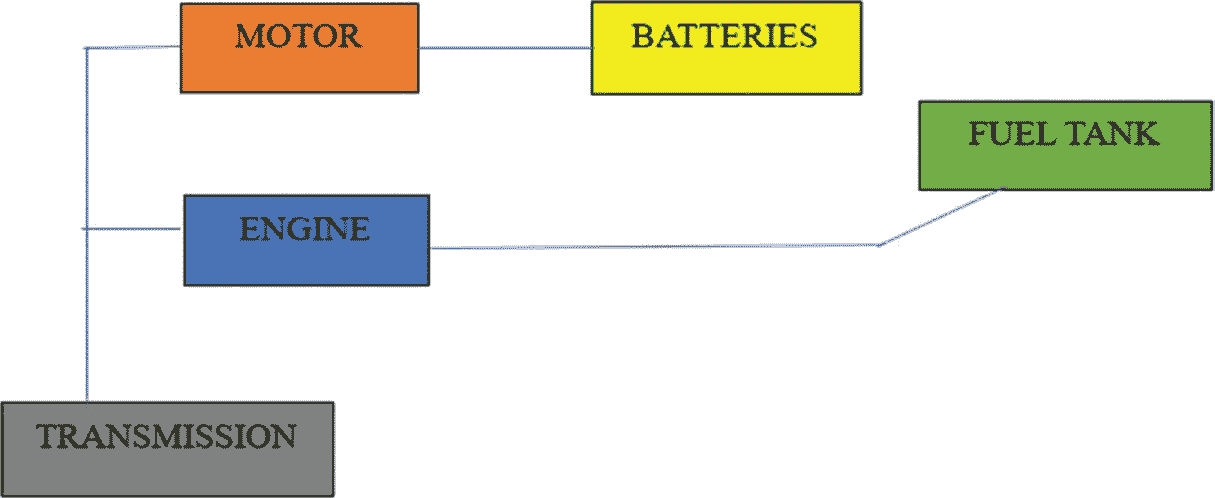 MOTOR
BATTERIES
FUEL TANK
ENGINE
TRANSMISSION